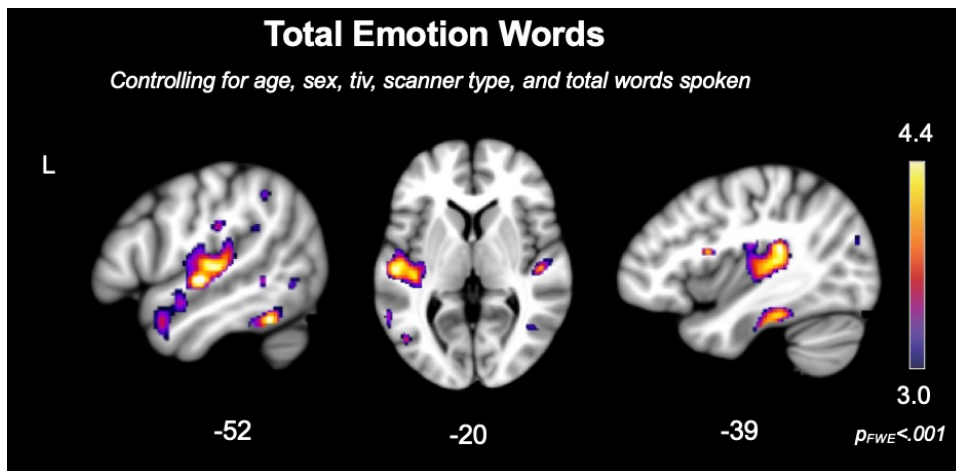 Total Emotion Words
Controlling for age, sex, tiv, scanner type, and total words spoken
4.4
L
3.0
-52
-20
-39
pFWE<.001